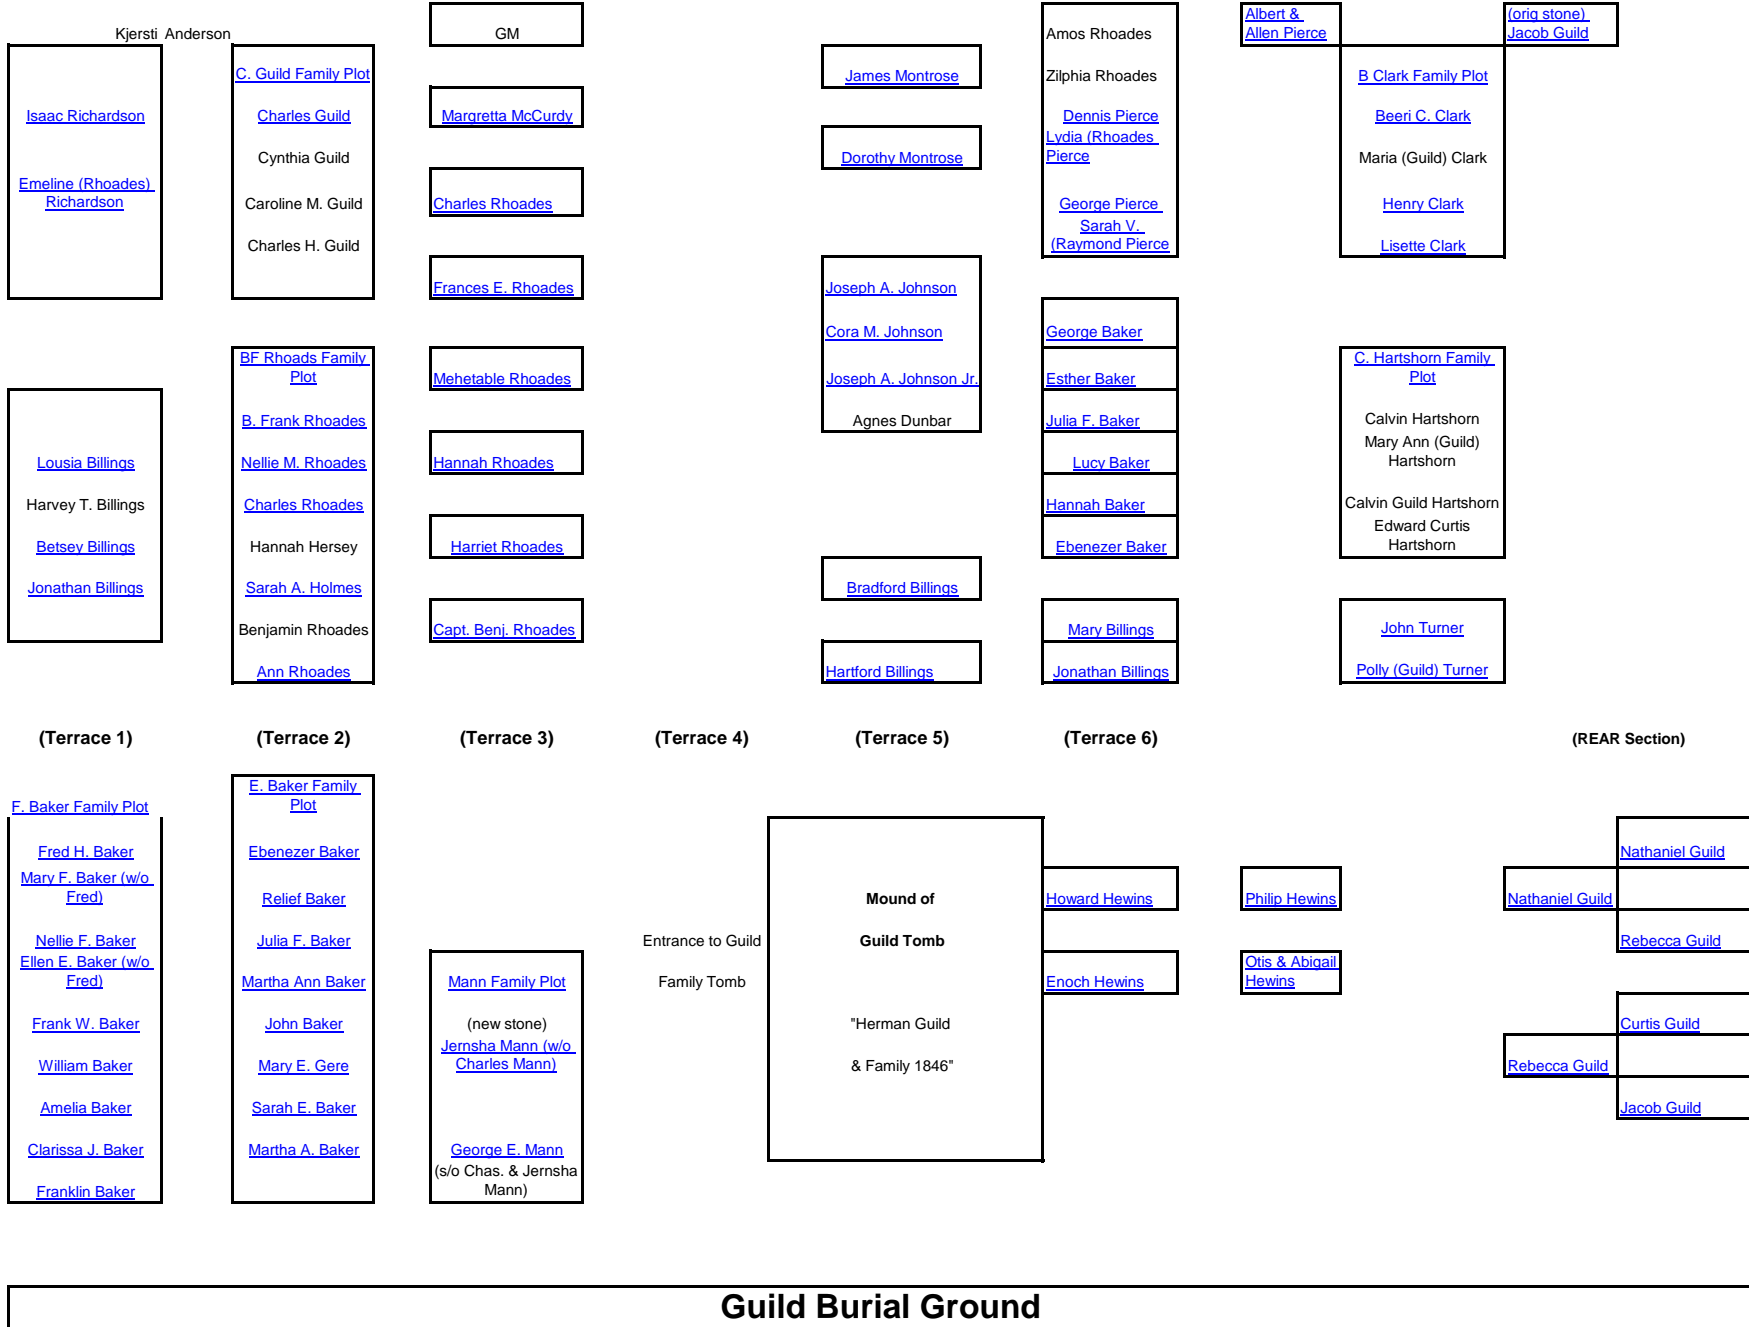 Kjersti Anderson
Isaac Richardson
Emeline (Rhoades)
Richardson
Lousia Billings
Harvey T. Billings
Betsey Billings
Jonathan Billings
C. Guild Family Plot
Charles Guild
Cynthia Guild
Caroline M. Guild
Charles H. Guild
BF Rhoads Family
Plot
B. Frank Rhoades
Nellie M. Rhoades
Charles Rhoades
Hannah Hersey
Sarah A. Holmes
Benjamin Rhoades
Ann Rhoades
GM
Margretta McCurdy
Charles Rhoades
Frances E. Rhoades
Mehetable Rhoades
Hannah Rhoades
Harriet Rhoades
Capt. Benj. Rhoades
James Montrose
Dorothy Montrose
Joseph A. Johnson
Cora M. Johnson
Joseph A. Johnson Jr.
Agnes Dunbar
Bradford Billings
Hartford Billings
Amos Rhoades
Zilphia Rhoades
Dennis Pierce
Lydia (Rhoades
Pierce
George Pierce
Sarah V.
(Raymond Pierce
George Baker
Esther Baker
Julia F. Baker
Lucy Baker
Hannah Baker
Ebenezer Baker
Mary Billings
Jonathan Billings
Albert &
Allen Pierce
B Clark Family Plot
Beeri C. Clark
Maria (Guild) Clark
Henry Clark
Lisette Clark
C. Hartshorn Family
Plot
Calvin Hartshorn
Mary Ann (Guild)
Hartshorn
Calvin Guild Hartshorn
Edward Curtis
Hartshorn
John Turner
Polly (Guild) Turner
(orig stone)
Jacob Guild
(Terrace 1)
(Terrace 2)
(Terrace 3)
(Terrace 4)
(Terrace 5)
(Terrace 6)
(REAR Section)
F. Baker Family Plot
Fred H. Baker
Mary F. Baker (w/o
Fred)
Nellie F. Baker
Ellen E. Baker (w/o
Fred)
Frank W. Baker
William Baker
Amelia Baker
Clarissa J. Baker
Franklin Baker
E. Baker Family
Plot
Ebenezer Baker
Relief Baker
Julia F. Baker
Martha Ann Baker
John Baker
Mary E. Gere
Sarah E. Baker
Martha A. Baker
Mann Family Plot
(new stone)
Jernsha Mann (w/o
Charles Mann)
George E. Mann
(s/o Chas. & Jernsha
Mann)
Entrance to Guild
Family Tomb
Mound of
Guild Tomb
"Herman Guild
& Family 1846"
Howard Hewins
Enoch Hewins
Philip Hewins
Otis & Abigail
Hewins
Nathaniel Guild
Rebecca Guild
Nathaniel Guild
Rebecca Guild
Curtis Guild
Jacob Guild
Guild Burial Ground